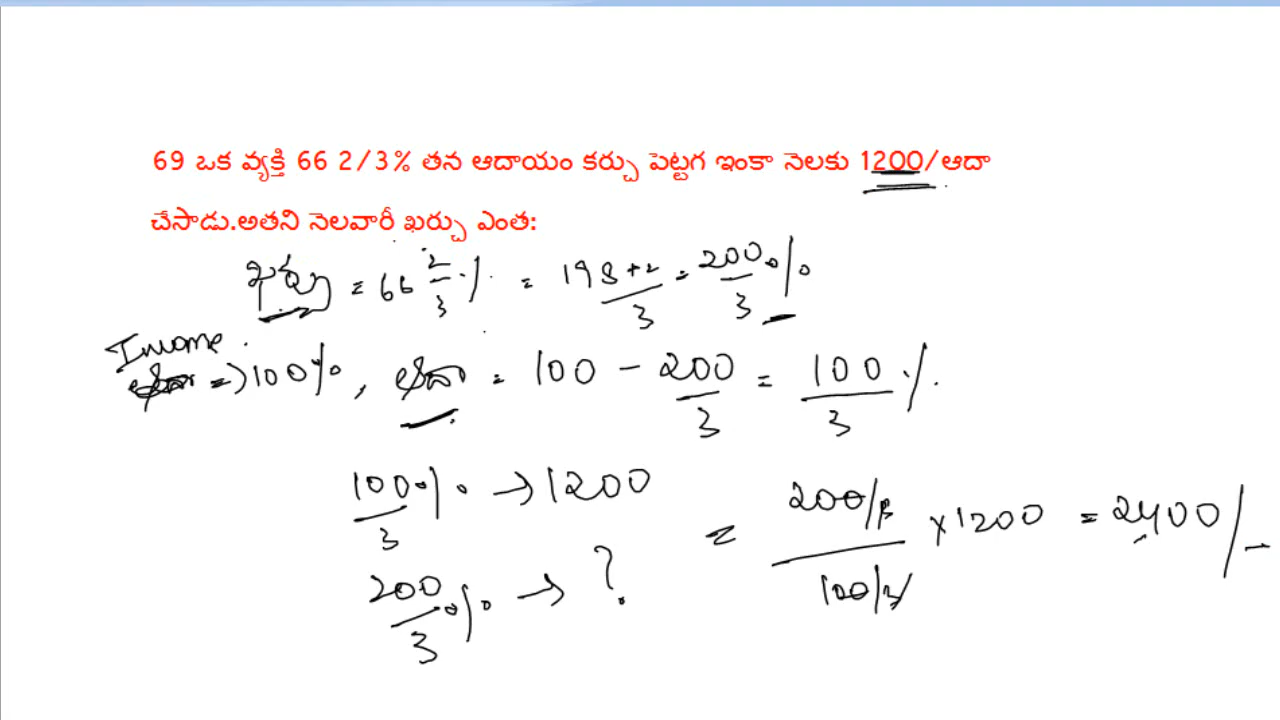 69 ఒక వ్యక్తి 66 2/3% తన ఆదాయం కర్చు పెట్టగ ఇంకా నెలకు 1200/ఆదా
చేసాడు.అతని నెలవారీ ఖర్చు ఎంత:
ఖర్చు = 66 2/3 % = 198+2/3 = 200/3 %
Income
=> 100%, ఆదా = 100 - 200/3 = 100/3 %
100/3 % → 1200
200/3 % → ?
= 200/3 / 100/3 × 1200 = 2400/-